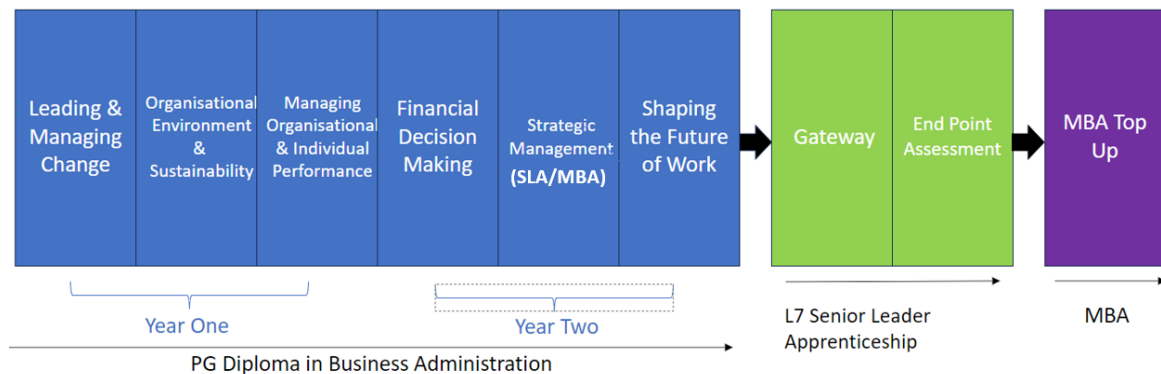 Leading &
Managing
Change
Organisational
Environment
&
Sustainability
Managing
Organisational
& Individual
Performance
Financial
Decision
Making
Strategic
Management
(SLA/MBA)
Shaping
the Future
of Work
Gateway
End Point
Assessment
MBA Top
Up
Year One
Year Two
PG Diploma in Business Administration
L7 Senior Leader
Apprenticeship
MBA